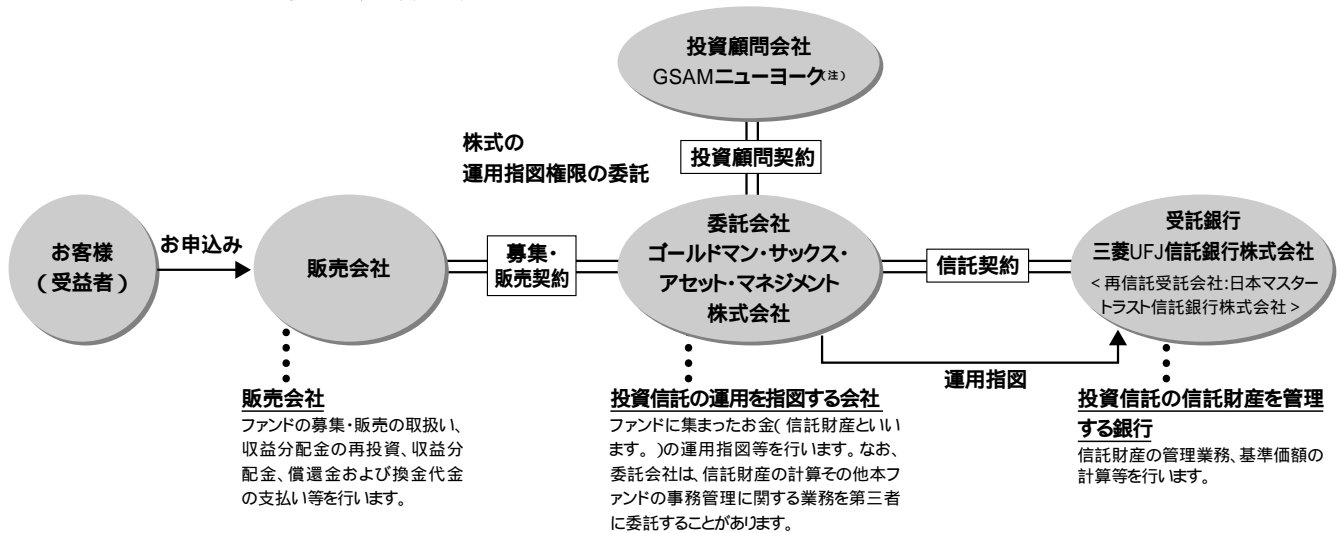 投資顧問会社
GSAMニューヨーク(注)
株式の
運用指図権限の委託
投資顧問契約
お客様
(受益者)
お申込み
販売会社
募集・
販売契約
委託会社
ゴールドマン・サックス・
アセット・マネジメント
株式会社
信託契約
受託銀行
三菱UFJ信託銀行株式会社
<再信託受託会社:日本マスター
トラスト信託銀行株式会社>
運用指図
販売会社
ファンドの募集・販売の取扱い、
収益分配金の再投資、収益分
配金、償還金および換金代金
の支払い等を行います。
投資信託の運用を指図する会社
ファンドに集まったお金(信託財産といい
ます。)の運用指図等を行います。なお、
委託会社は、信託財産の計算その他本フ
ァンドの事務管理に関する業務を第三者
に委託することがあります。
投資信託の信託財産を管理
する銀行
信託財産の管理業務、基準価額の
計算等を行います。